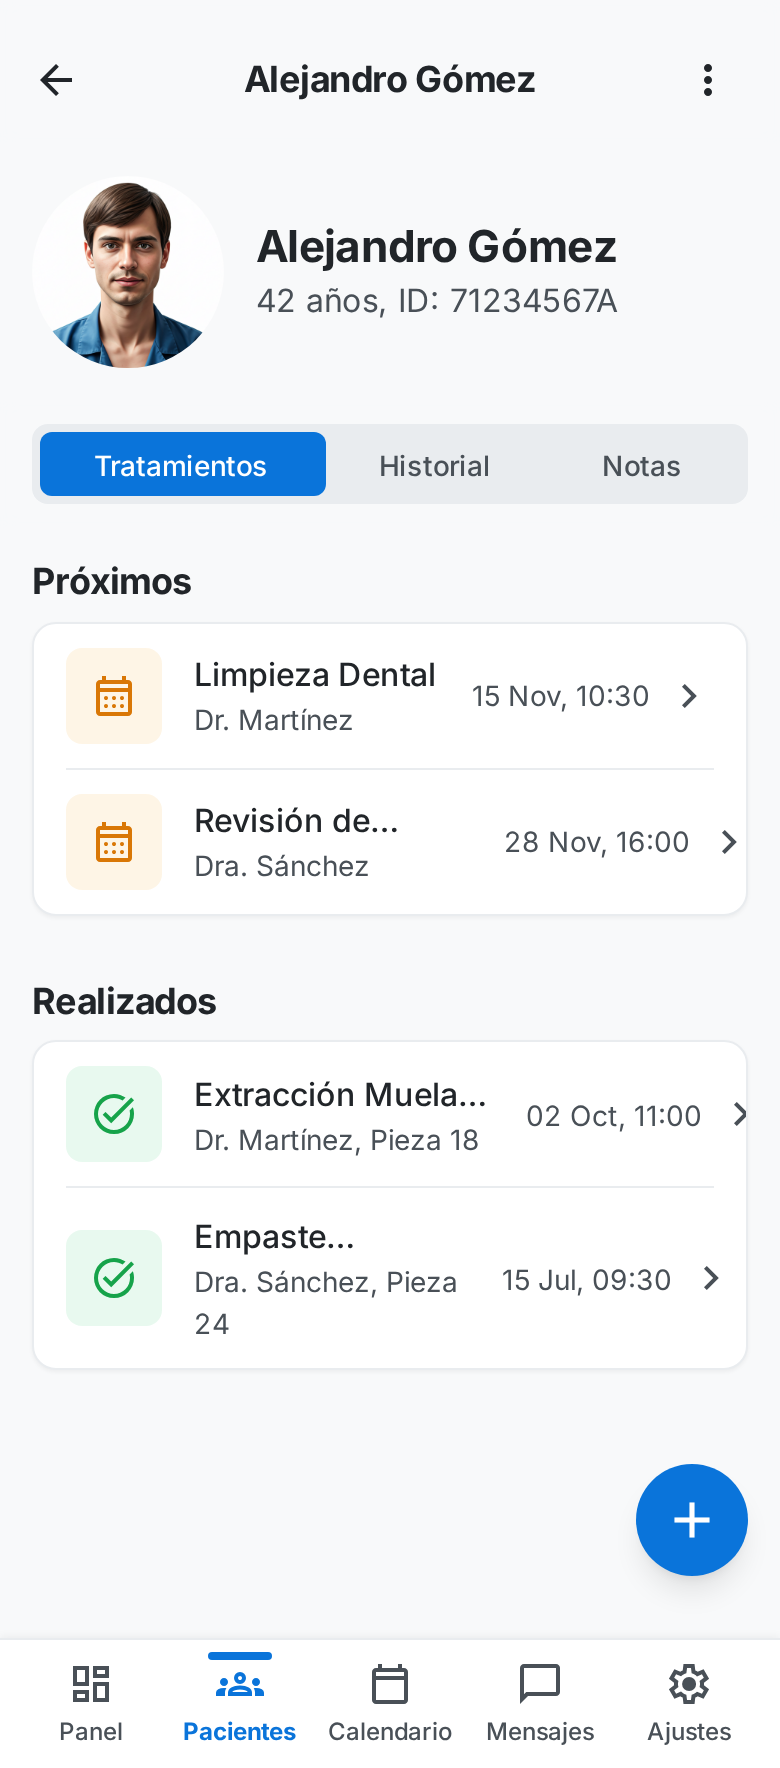 Alejandro Gómez
Alejandro Gómez
42 años, ID: 71234567A
Tratamientos
Historial
Notas
Próximos
Limpieza Dental
Dr. Martínez
15 Nov, 10:30
Revisión de...
Dra. Sánchez
28 Nov, 16:00
Realizados
Extracción Muela...
Dr. Martínez, Pieza 18
02 Oct, 11:00
Empaste...
Dra. Sánchez, Pieza
24
15 Jul, 09:30
Panel
Pacientes
Calendario
Mensajes
Ajustes